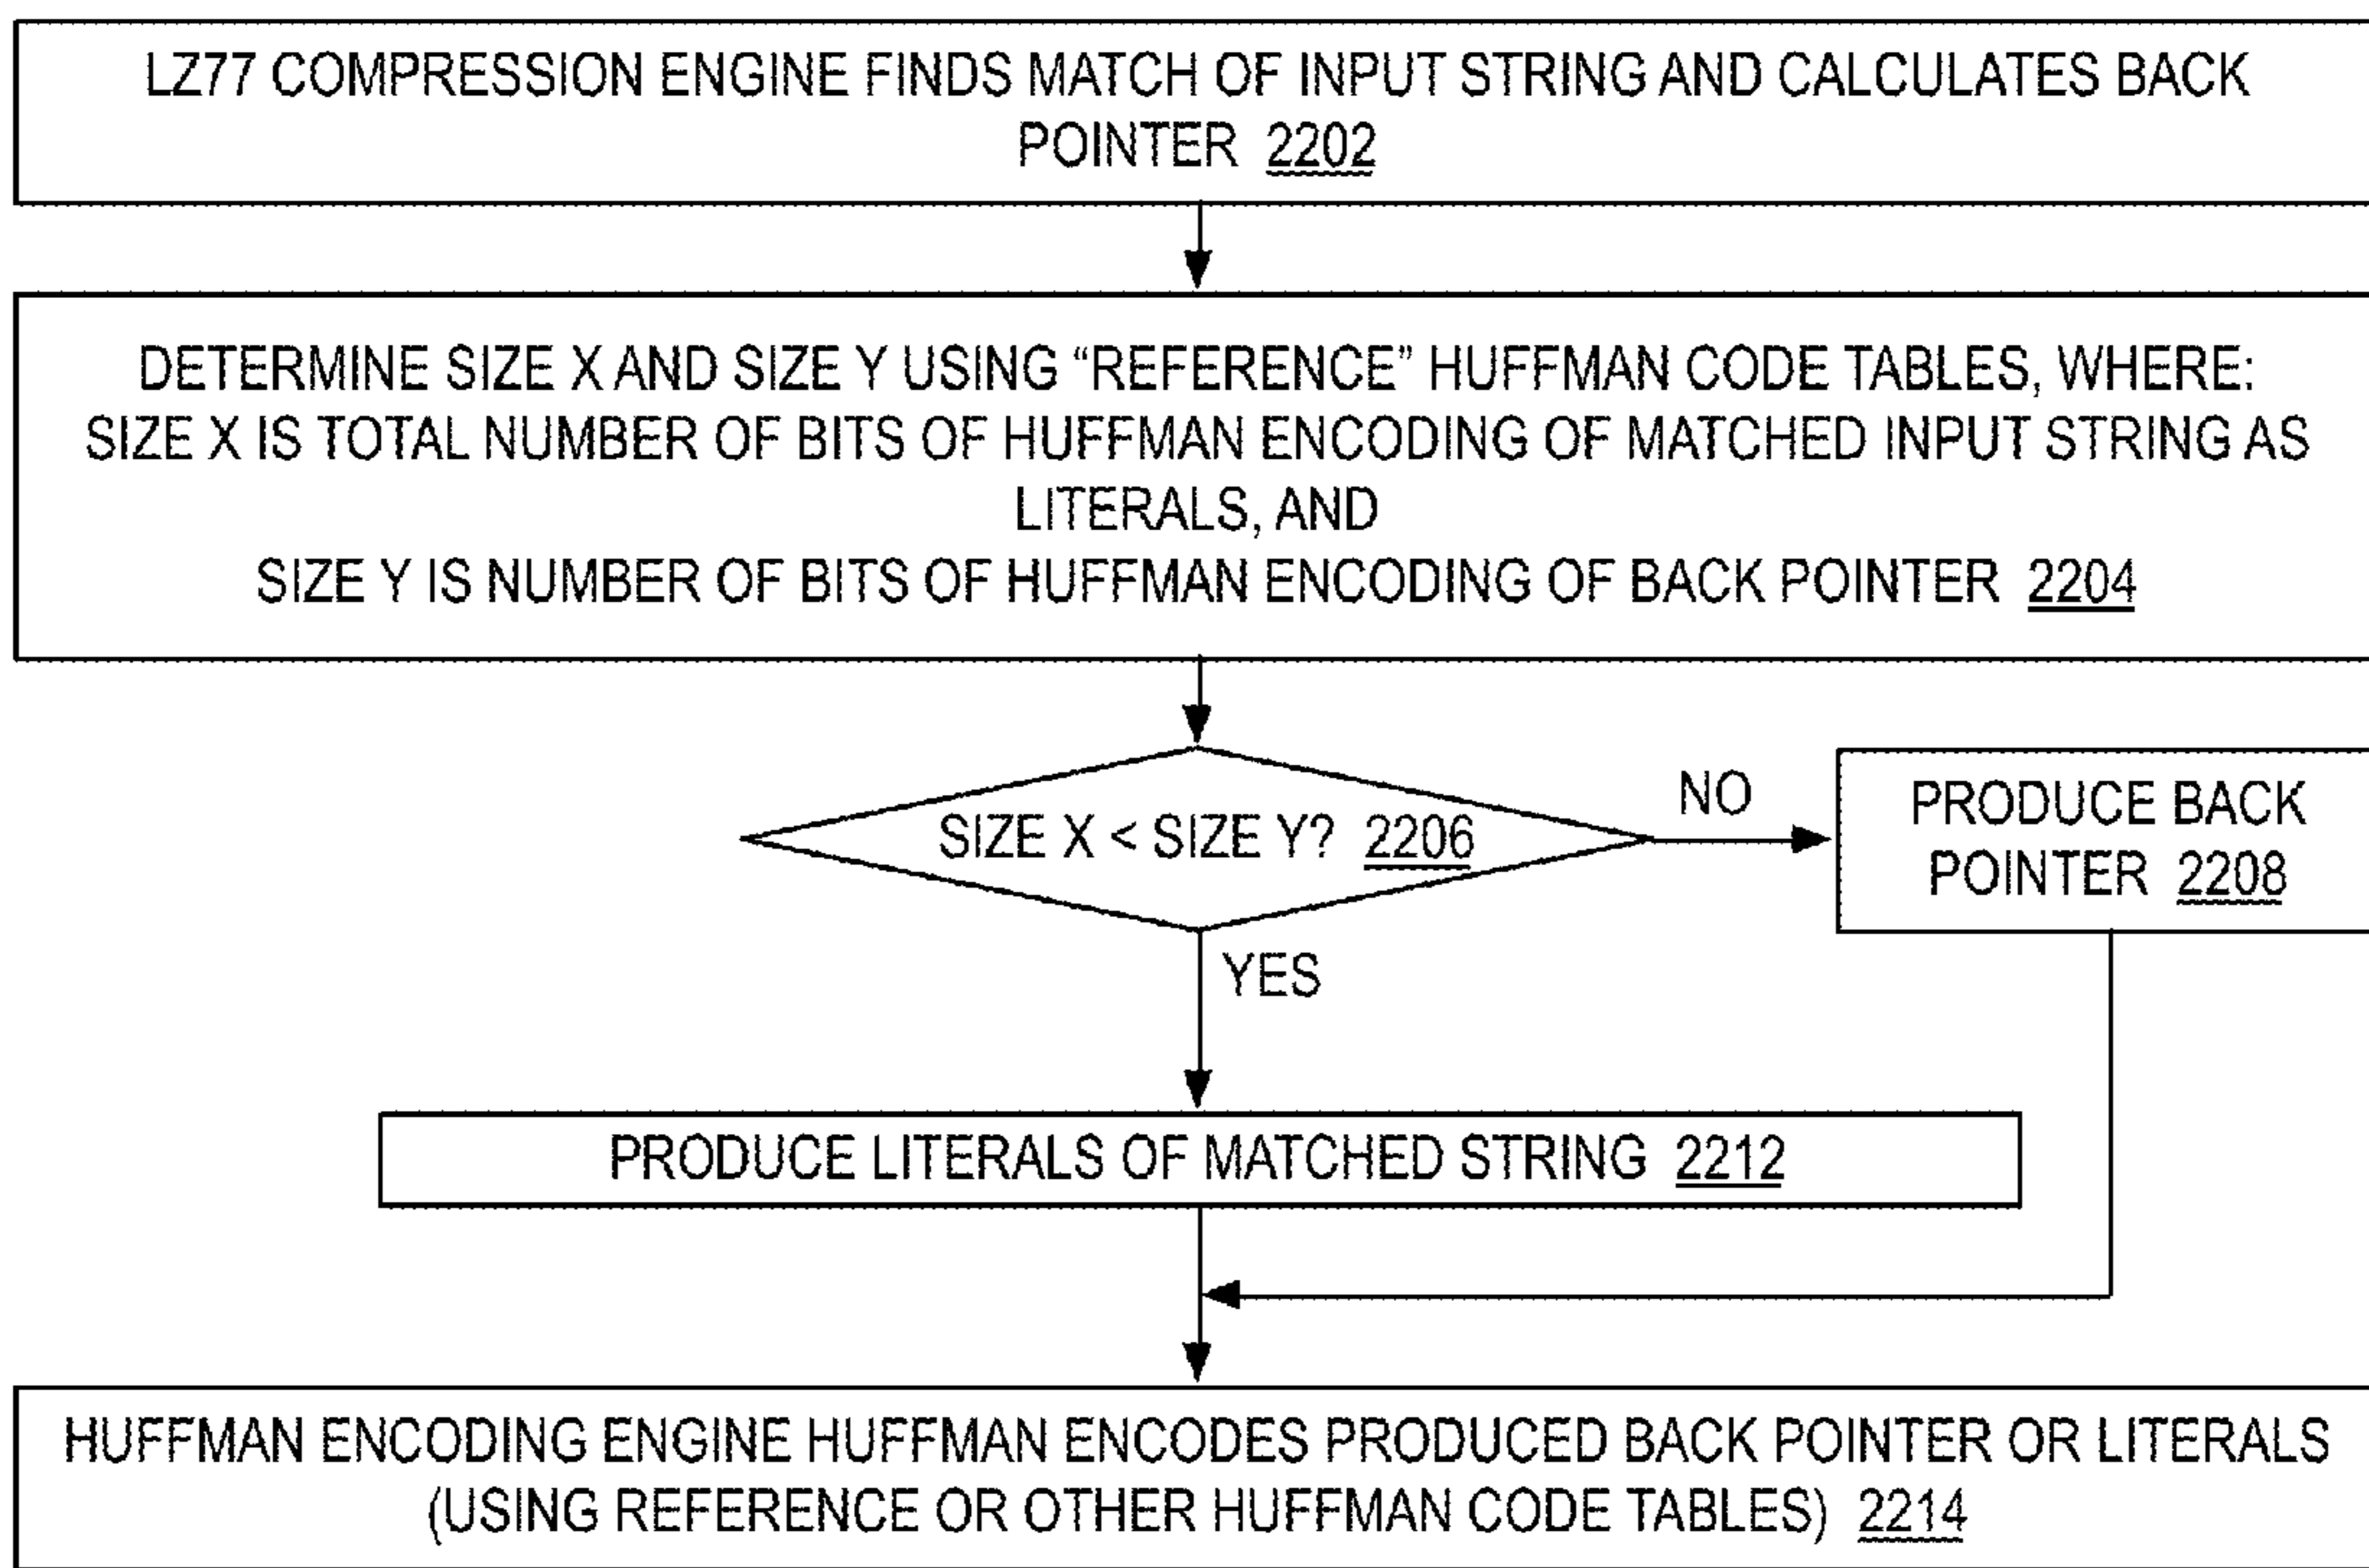 LZ77 COMPRESSION ENGINE FINDS MATCH OF INPUT STRING AND CALCULATES BACK
POINTER 2202
DETERMINE SIZE X AND SIZE Y USING “REFERENCE” HUFFMAN CODE TABLES, WHERE:
SIZE X IS TOTAL NUMBER OF BITS OF HUFFMAN ENCODING OF MATCHED INPUT STRING AS
LITERALS, AND
SIZE Y IS NUMBER OF BITS OF HUFFMAN ENCODING OF BACK POINTER 2204
SIZE X < SIZE Y? 2206
NO
PRODUCE BACK
POINTER 2208
YES
PRODUCE LITERALS OF MATCHED STRING 2212
HUFFMAN ENCODING ENGINE HUFFMAN ENCODES PRODUCED BACK POINTER OR LITERALS
(USING REFERENCE OR OTHER HUFFMAN CODE TABLES) 2214